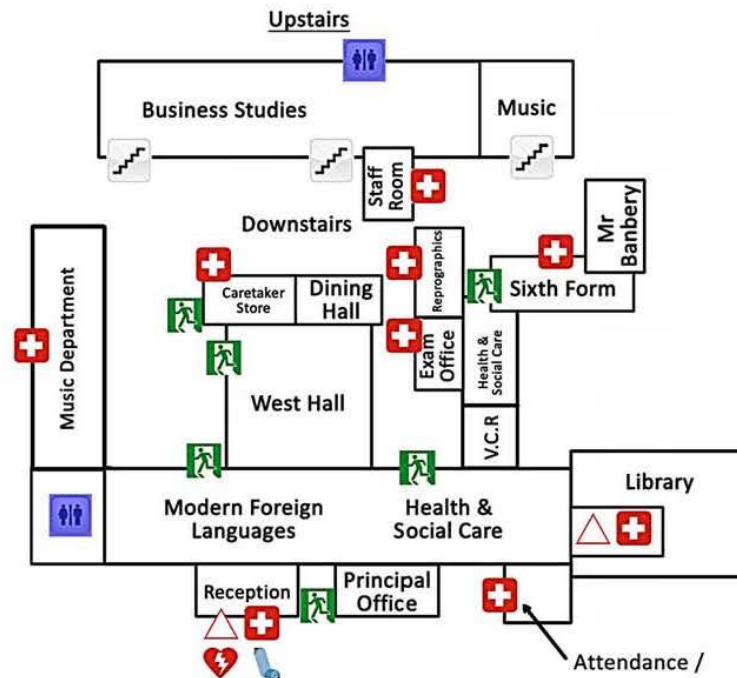 Upstairs
Business Studies
Music
Staff
Room
Downstairs
Mr
Banbery
Music Department
Caretaker
Store
Dining
Hall
Reprographics
Sixth Form
Exam
Office
Health &
Social Care
West Hall
V.C.R
Modern Foreign
Languages
Health &
Social Care
Library
Reception
Principal
Office
Attendance /